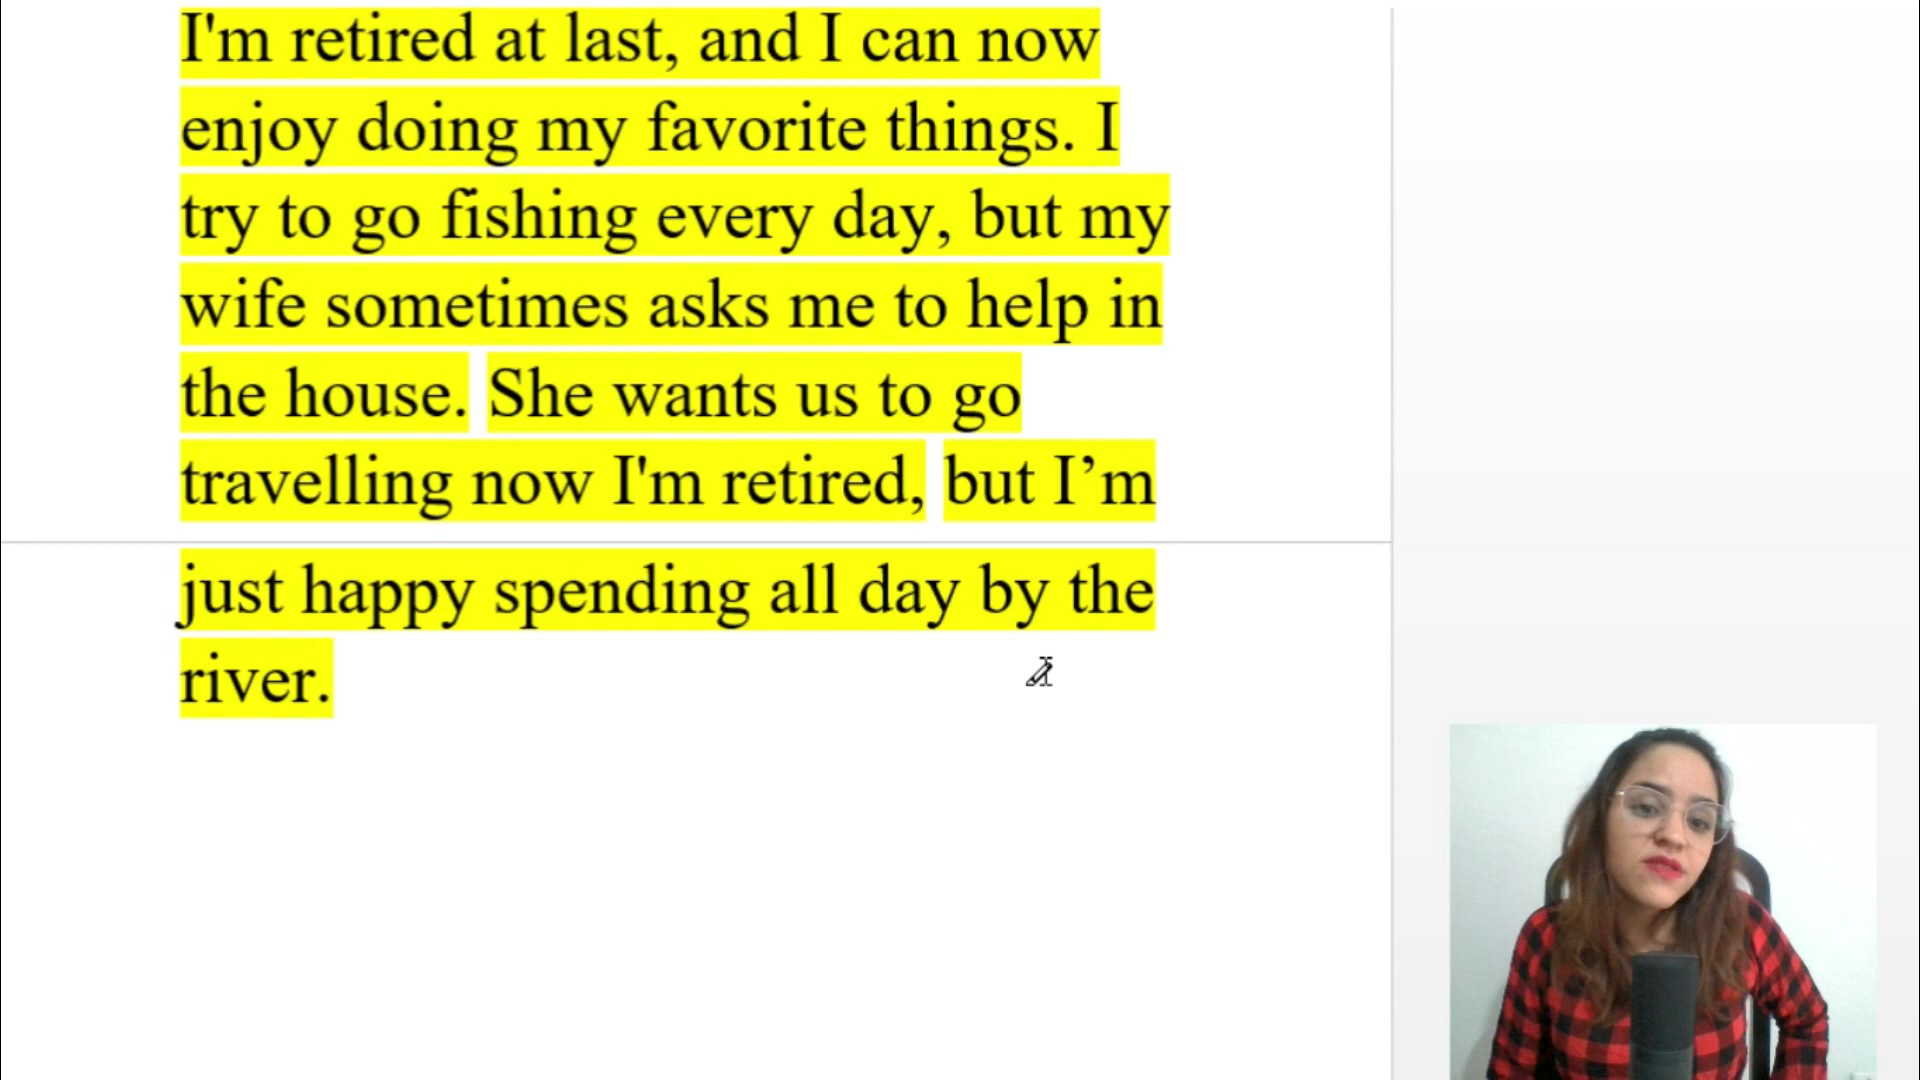 I'm retired at last, and I can now
enjoy doing my favorite things. I
try to go fishing every day, but my
wife sometimes asks me to help in
the house. She wants us to go
travelling now I'm retired, but I’m
just happy spending all day by the
river.